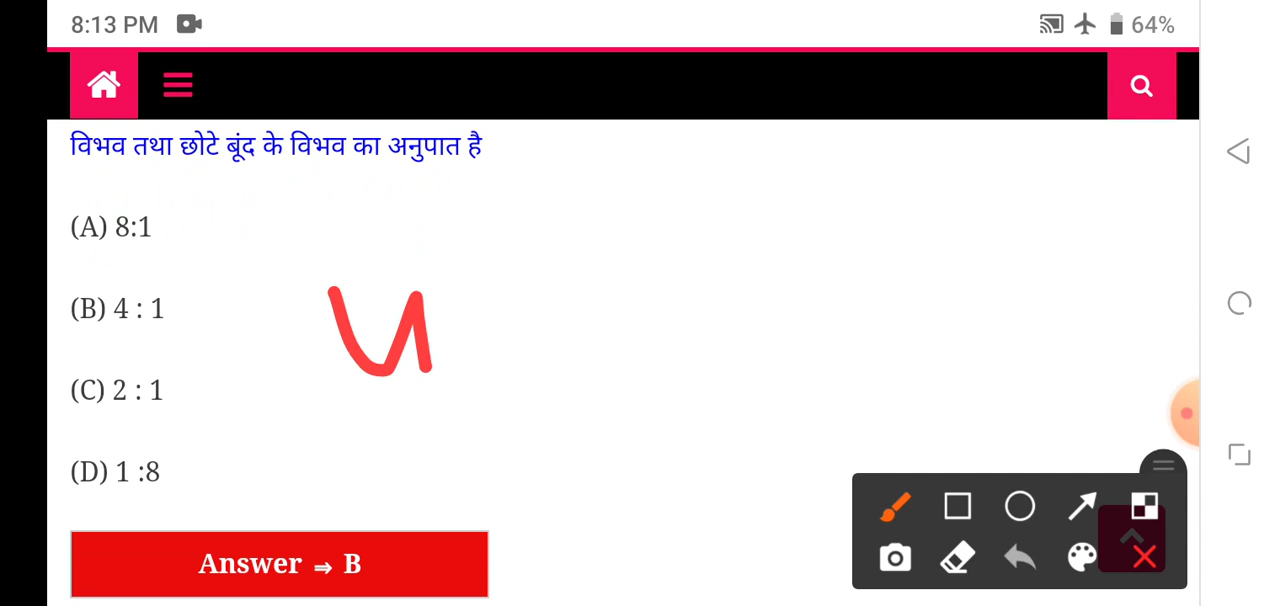 8:13 PM
64%
विभव तथा छोटे बूंद के विभव का अनुपात है
(A) 8:1
(B) 4 : 1
(C) 2 : 1
(D) 1 :8
Answer ⇒ B